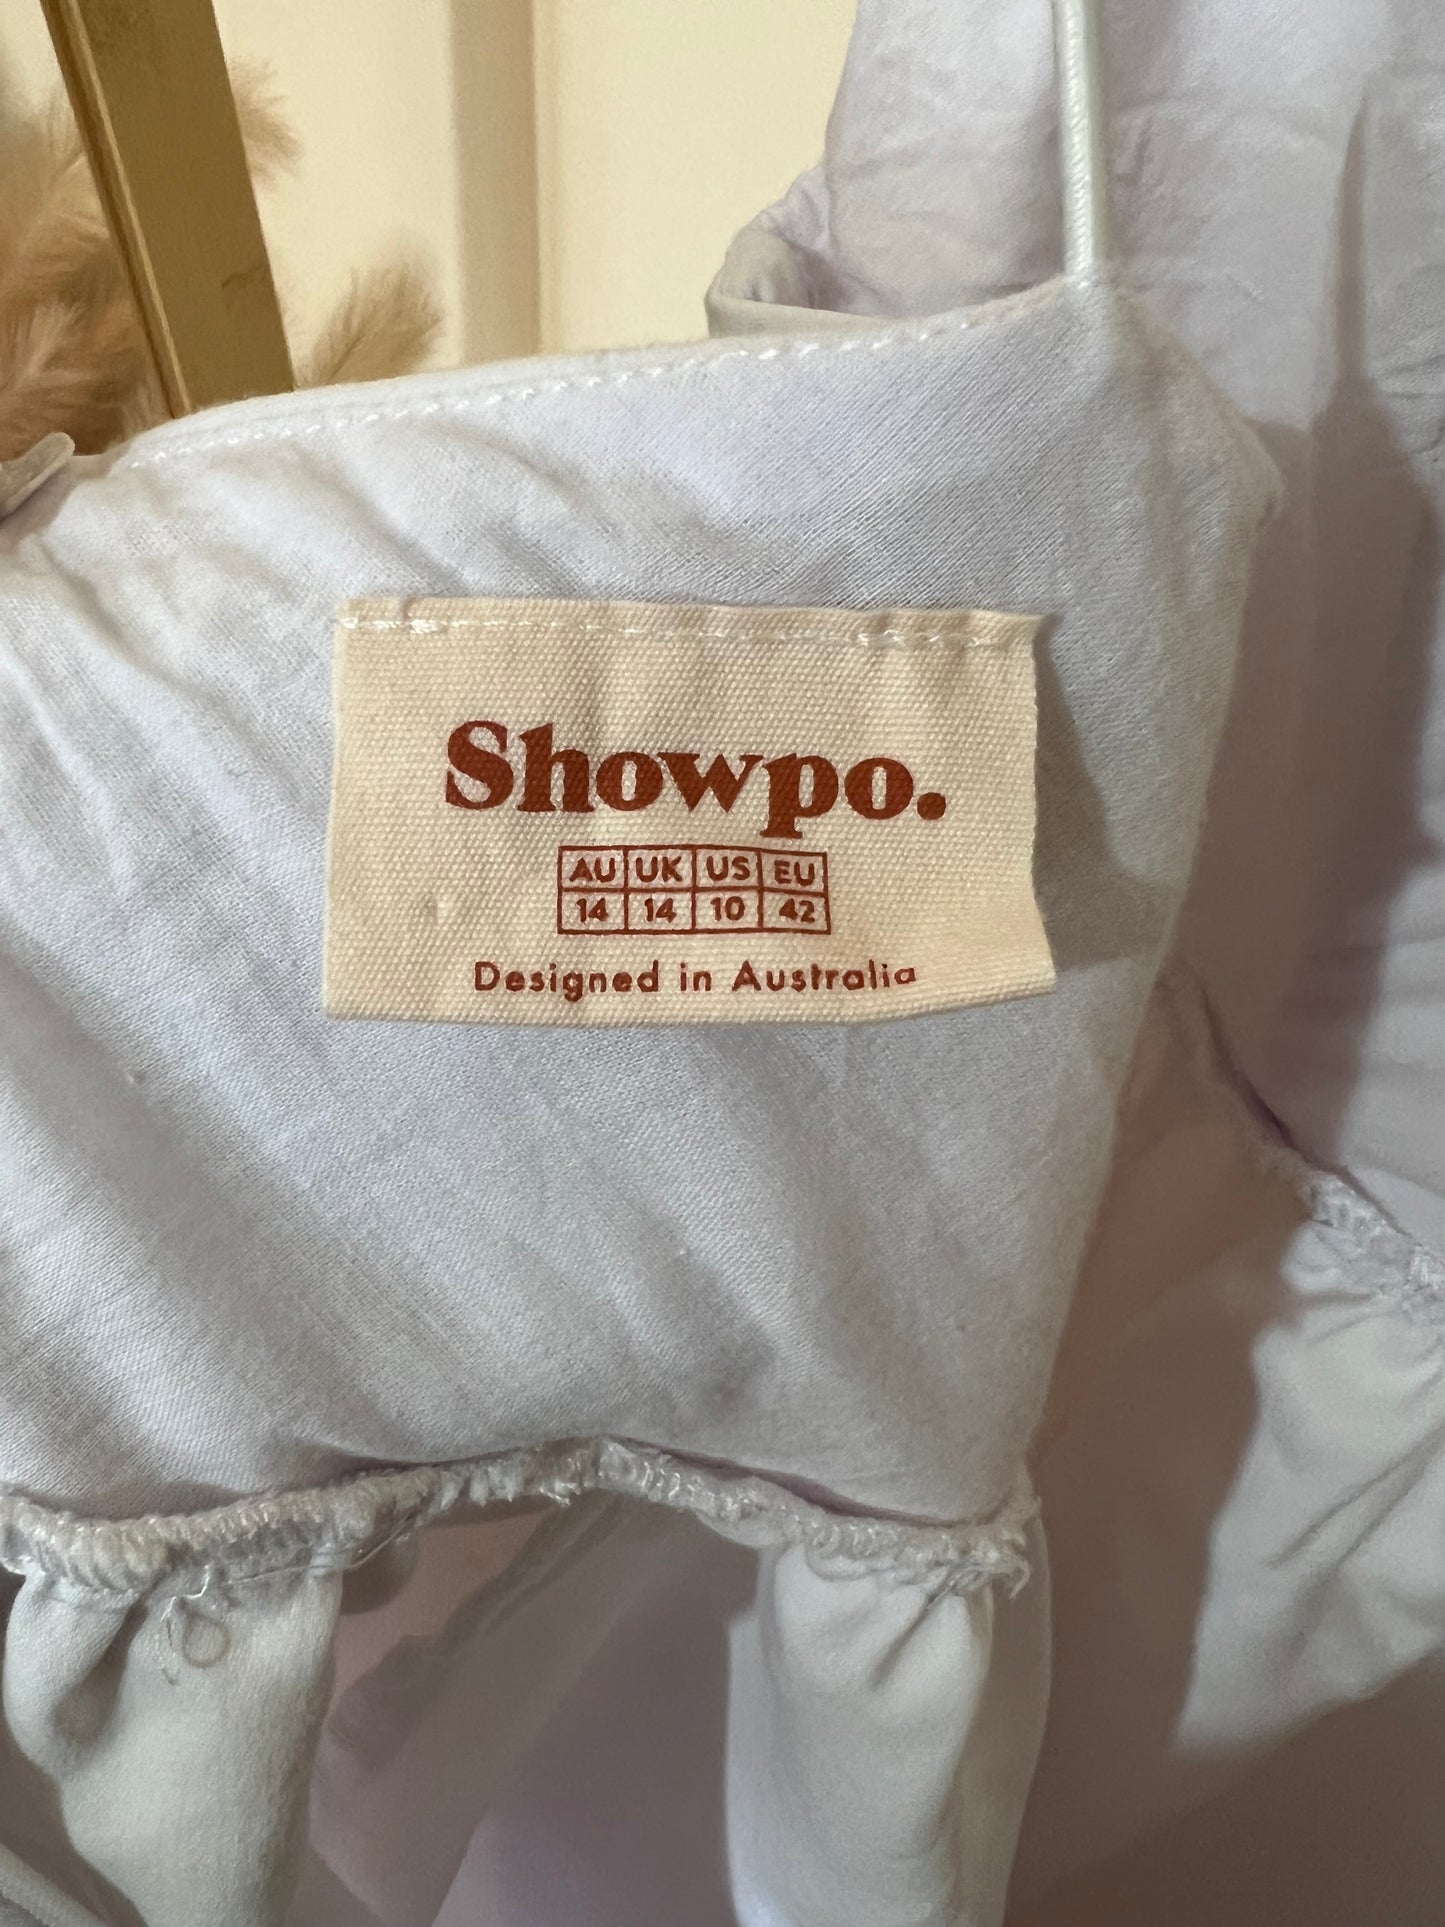 Showpo.
AU UK US EU
14 14 10 42
Designed in Australia